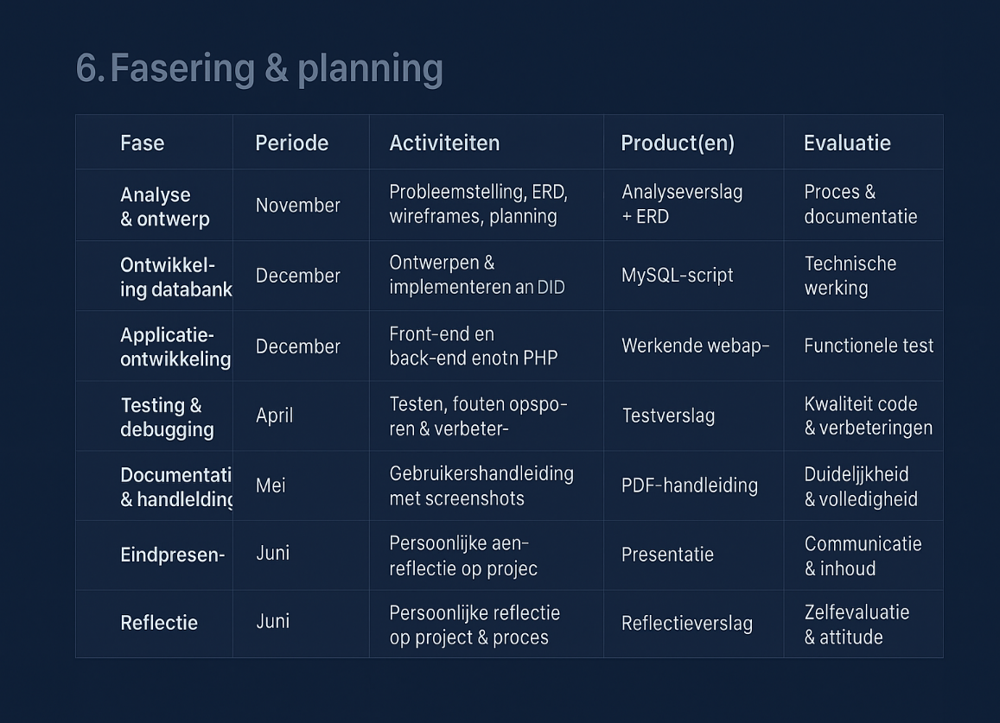 6. Fasering & planning
Fase
Periode
Activiteiten
Product(en)
Evaluatie
Analyse
& ontwerp
November
Probleemstelling, ERD,
wireframes, planning
Analyseverslag
+ ERD
Proces &
documentatie
Ontwikkel-
ing databank
December
Ontwerpen &
implementeren an DID
MySQL-script
Technische
werking
Applicatie-
ontwikkeling
December
Front-end en
back-end enotn PHP
Werkende webap-
Functionele test
Testing &
debugging
April
Testen, fouten opspo-
ren & verbeter-
Testverslag
Kwaliteit code
& verbeteringen
Documentati
& handlelding
Mei
Gebruikershandleiding
met screenshots
PDF-handleiding
Duideljjkheid
& volledigheid
Eindpresen-
Juni
Persoonlijke aen-
reflectie op projec
Presentatie
Communicatie
& inhoud
Reflectie
Juni
Persoonlijke reflectie
op project & proces
Reflectieverslag
Zelfevaluatie
& attitude